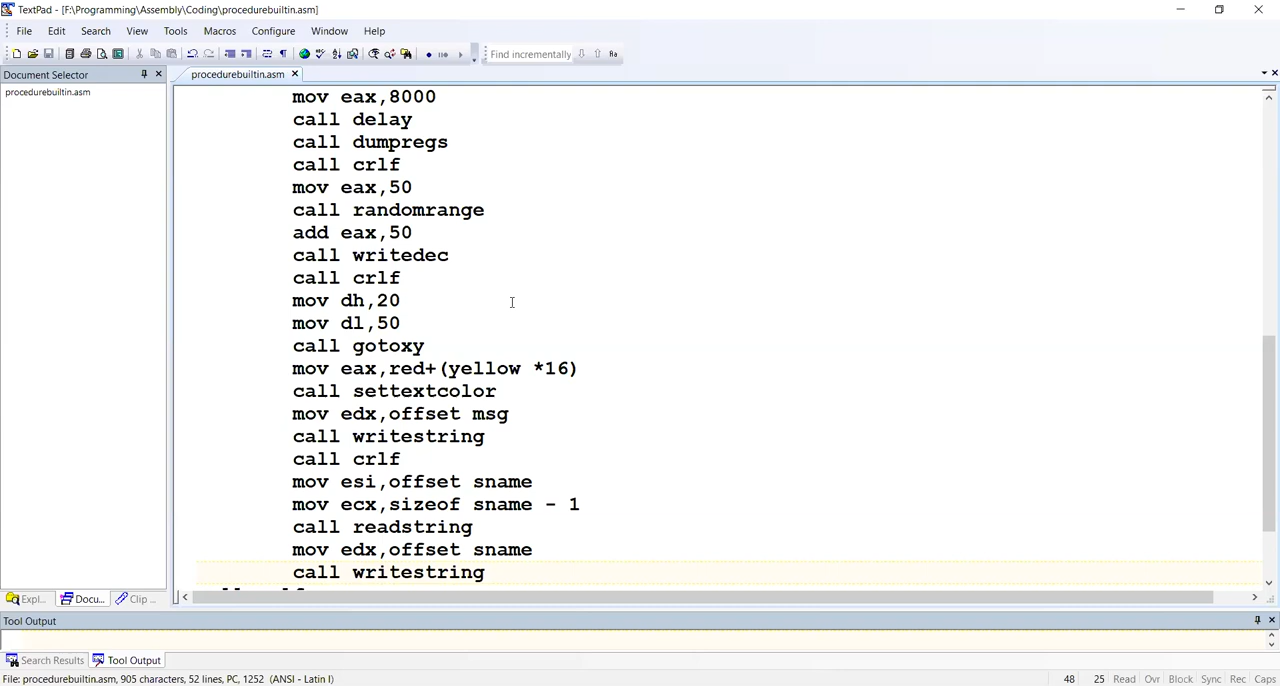 TextPad - [F:\Programming\Assembly\Coding\procedurebuiltin.asm]
File Edit Search View Tools Macros Configure Window Help
Find incrementally
Document Selector
procedurebuiltin.asm
procedurebuiltin.asm
mov eax,8000
call delay
call dumpregs
call crlf
mov eax,50
call randomrange
add eax,50
call writedec
call crlf
mov dh,20
mov dl,50
call gotoxy
mov eax,red+(yellow *16)
call settextcolor
mov edx,offset msg
call writestring
call crlf
mov esi,offset sname
mov ecx,sizeof sname - 1
call readstring
mov edx,offset sname
call writestring
Expl... Docu... Clip ...
Tool Output
Search Results Tool Output
File: procedurebuiltin.asm, 905 characters, 52 lines, PC, 1252 (ANSI - Latin I) 48 25 Read Ovr Block Sync Rec Caps